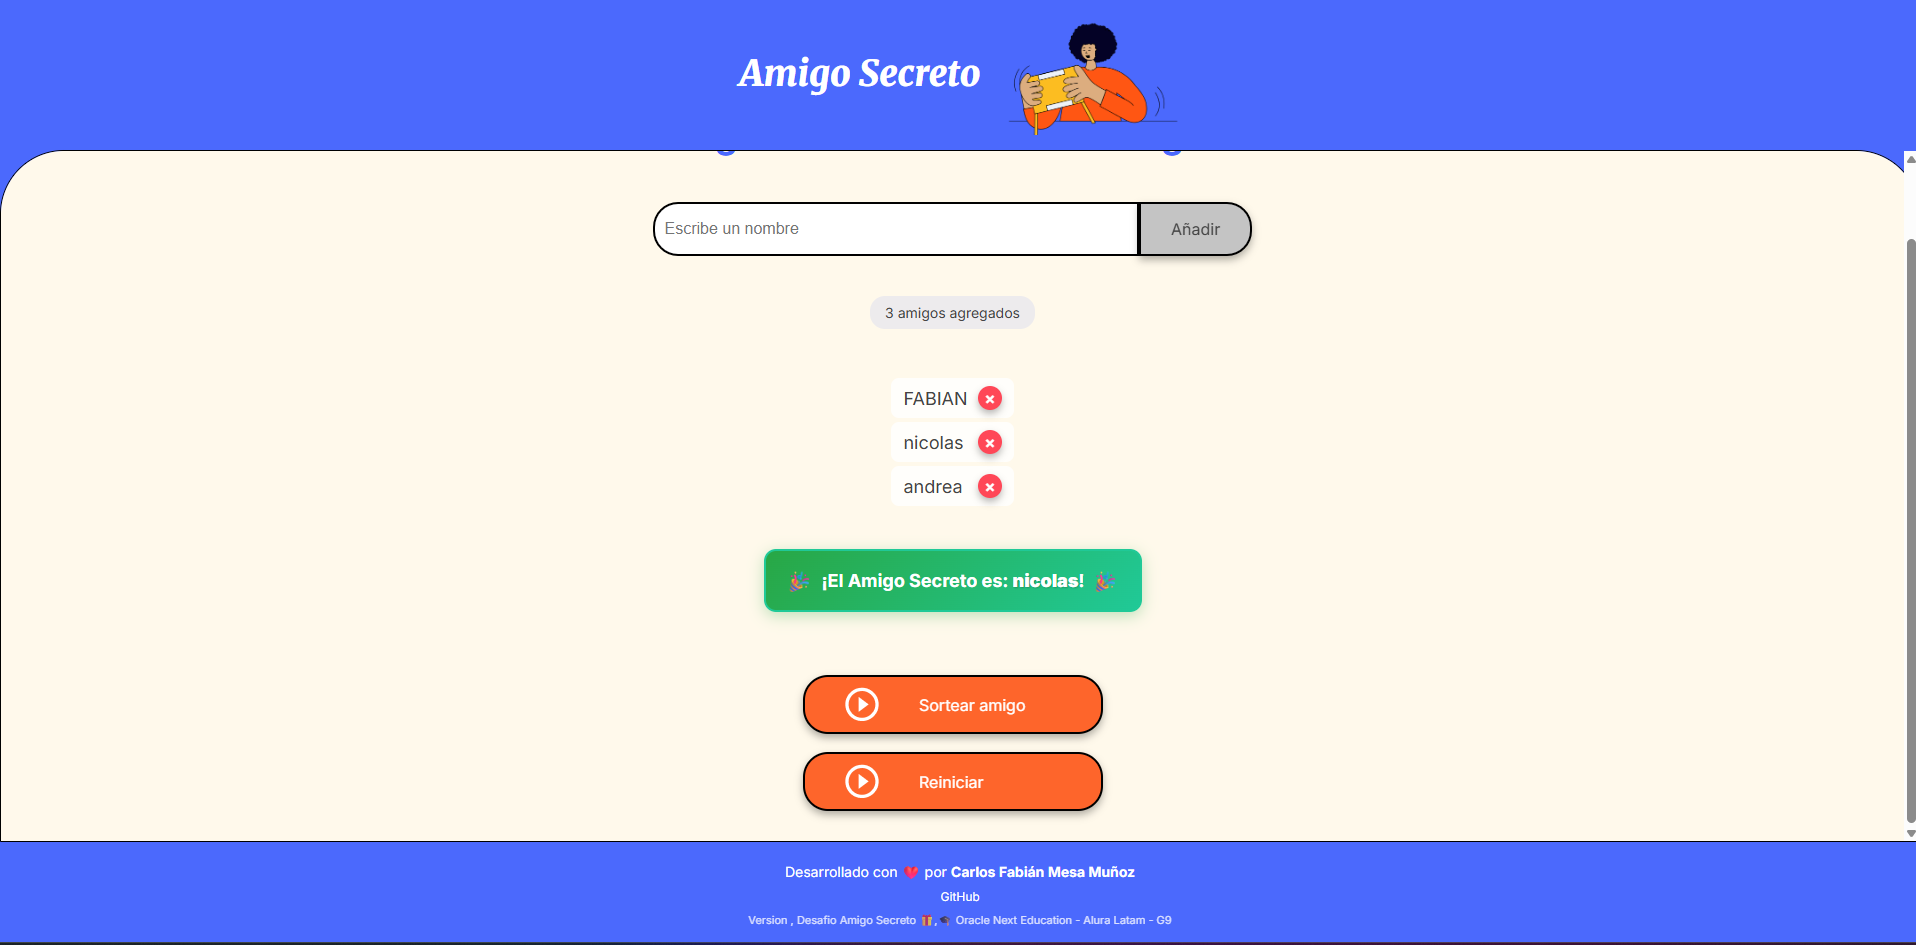 Amigo Secreto
Escribe un nombre
Añadir
3 amigos agregados
FABIAN
nicolas
andrea
🎉 ¡El Amigo Secreto es: nicolas! 🎉
Sortear amigo
Reiniciar
Desarrollado con ❤️ por Carlos Fabián Mesa Muñoz
GitHub
Version , Desafio Amigo Secreto 🎁,🎓 Oracle Next Education - Alura Latam - G9